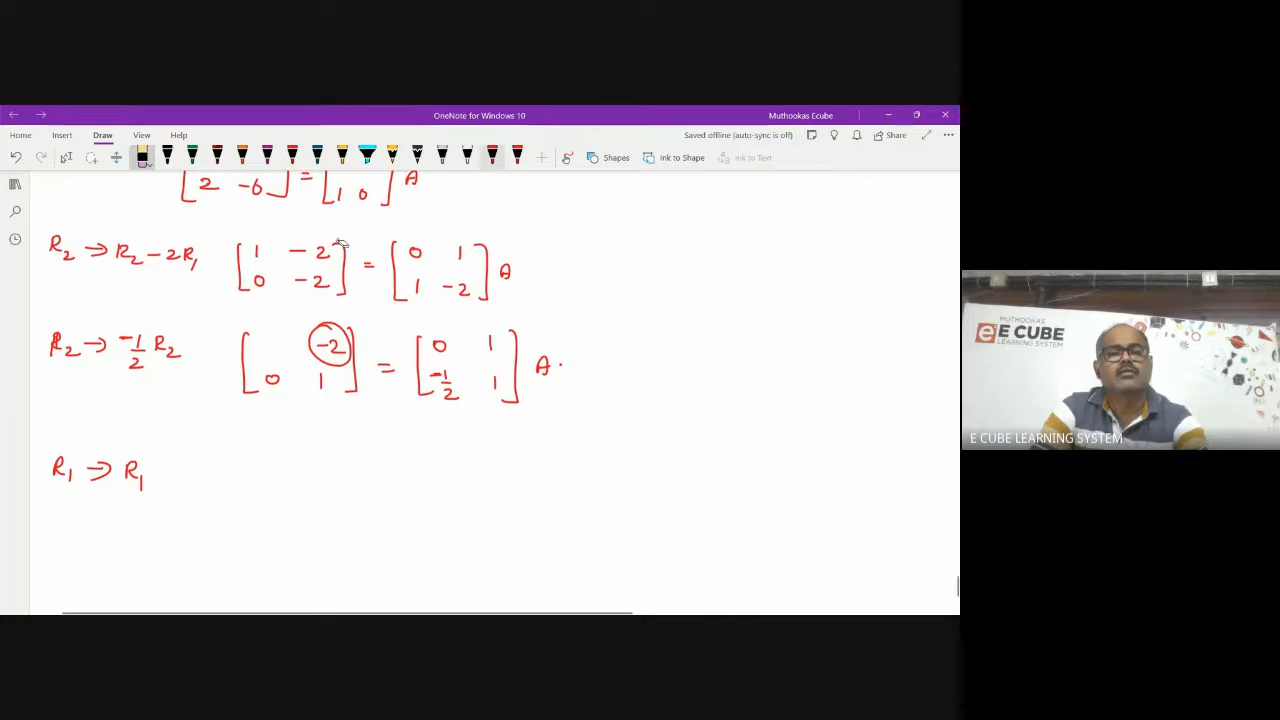 OneNote for Windows 10
Muthookas Ecube
Home Insert Draw View Help
Saved offline (auto-sync is off)
Share
Shapes
Ink to Shape
Ink to Text
[2 -6] = [1 0] A
R2 → R2 - 2R1 [1 -2 = [0 1
0 -2] 1 -2] A
R2 → -1/2 R2 [ -2 = [0 1
0 1] -1/2 1] A.
R1 → R1
MUTHOOKAS
e E CUBE
LEARNING SYSTEM
E CUBE LEARNING SYSTEM